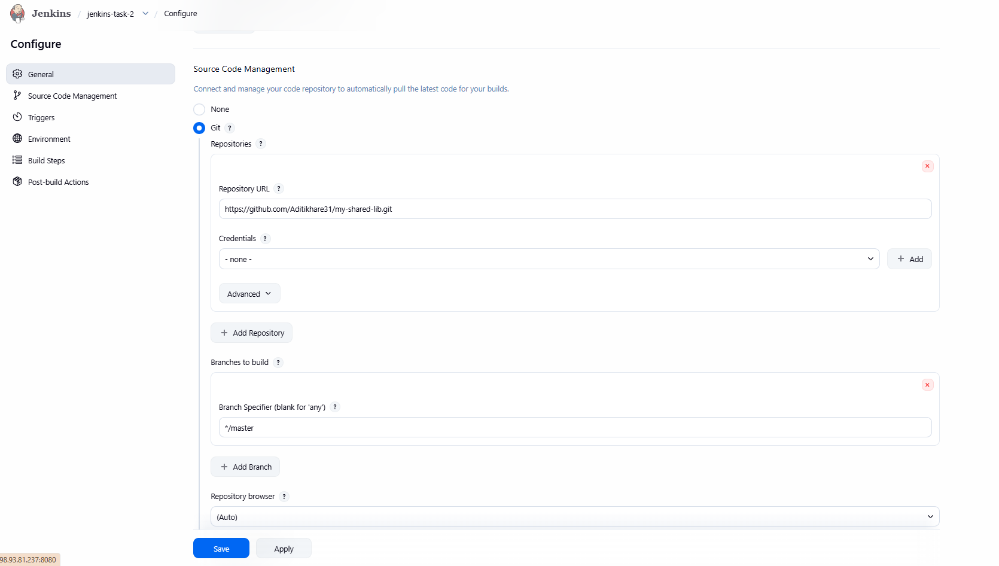 Jenkins / jenkins-task-2 / Configure
Configure
General
Source Code Management
Triggers
Environment
Build Steps
Post-build Actions
Source Code Management
Connect and manage your code repository to automatically pull the latest code for your builds.
None
Git ?
Repositories ?
Repository URL ?
https://github.com/Aditikhare31/my-shared-lib.git
Credentials ?
- none -
+ Add
Advanced
+ Add Repository
Branches to build ?
Branch Specifier (blank for 'any') ?
*/master
+ Add Branch
Repository browser ?
(Auto)
Save Apply
98.93.81.237:8080